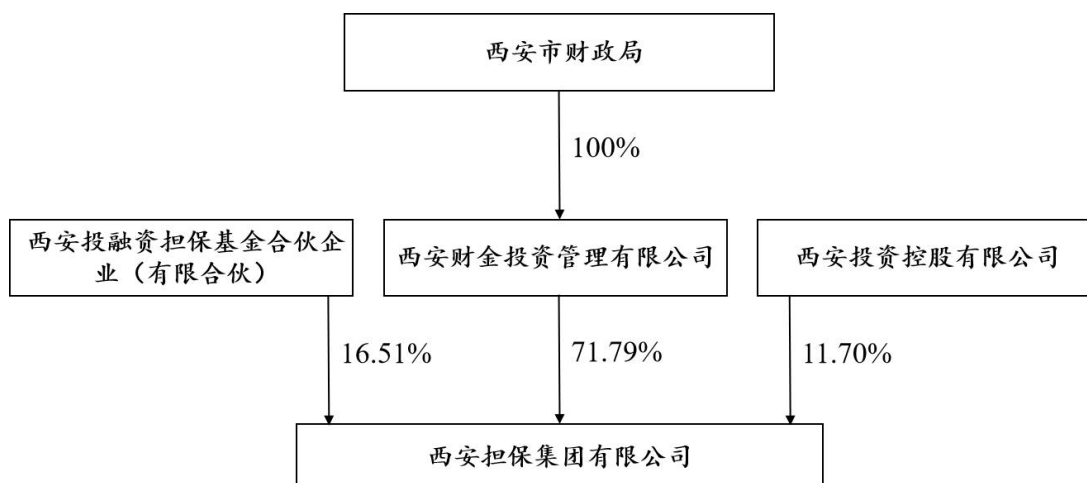 西安市财政局
100%
西安投融资担保基金合伙企
业（有限合伙）
西安财金投资管理有限公司
西安投资控股有限公司
16.51%
71.79%
11.70%
西安担保集团有限公司